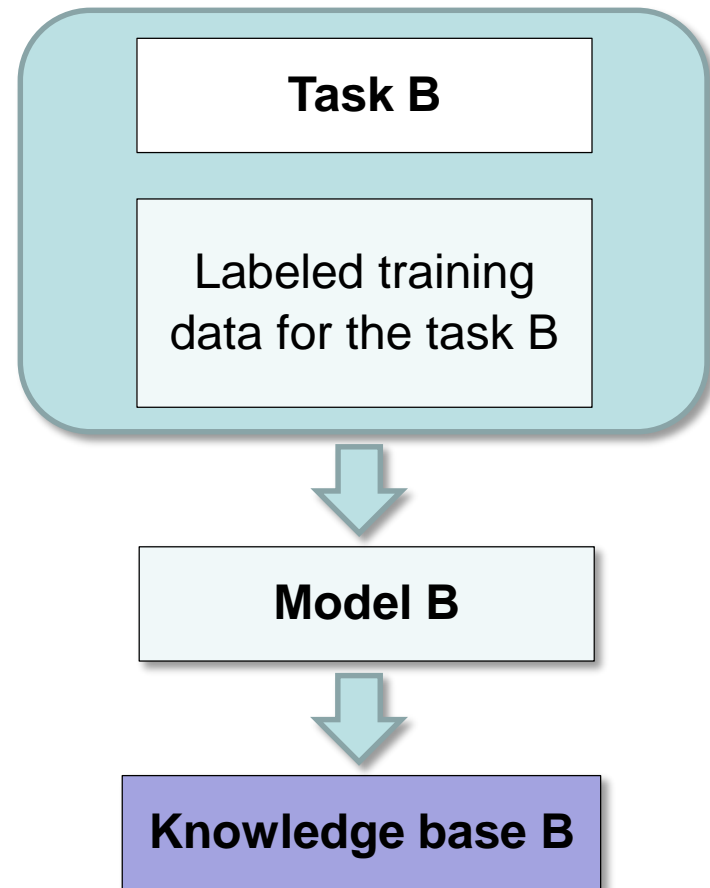 Task B
Labeled training
data for the task B
Model B
Knowledge base B